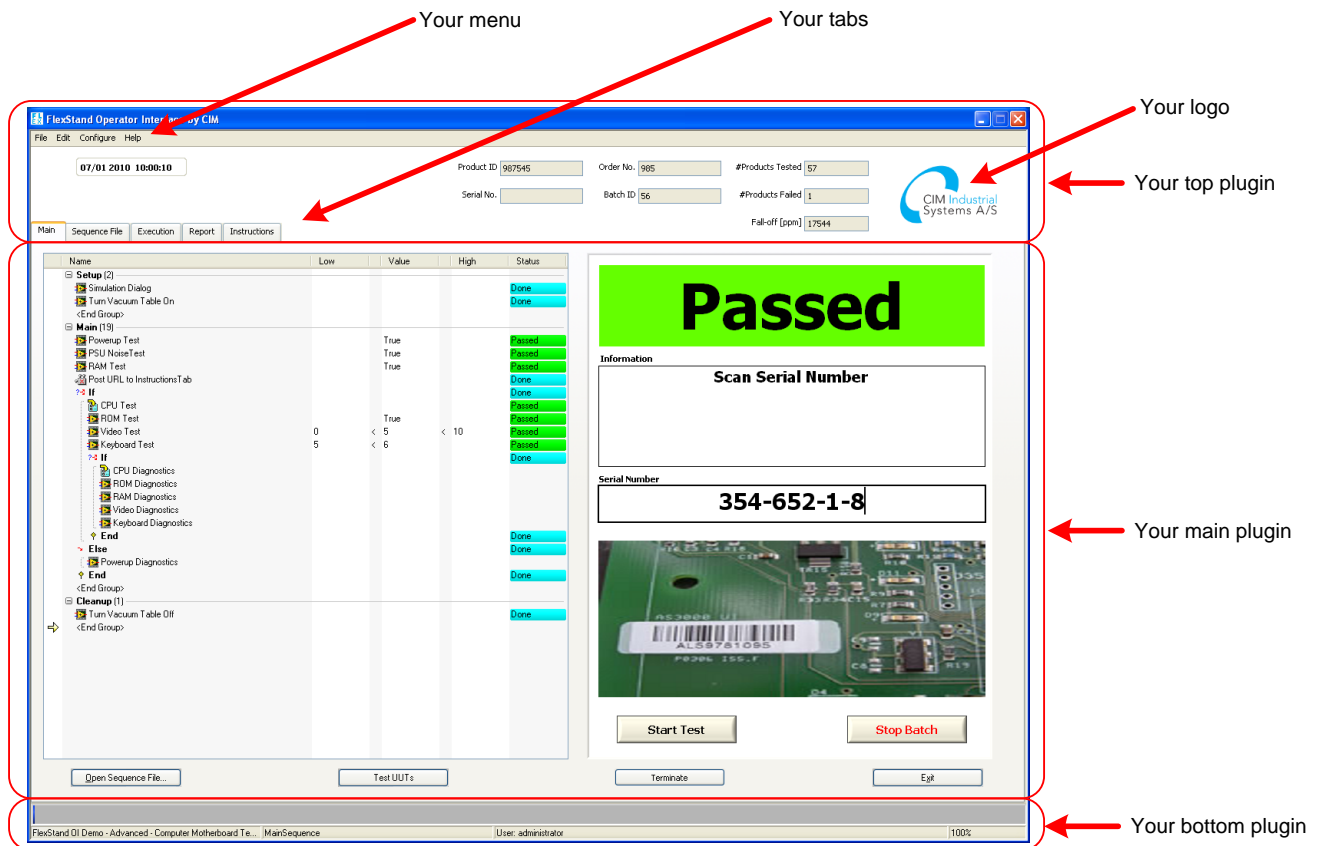 Your menu
Your tabs
Your logo
Your top plugin
FlexStand Operator Interface by CIM
File Edit Configure Help
07/01 2010 10:00:10
Product ID 987545 Order No. 985 #Products Tested 57
Serial No. Batch ID 56 #Products Failed 1
Fall-off [ppm] 17544
CIM Industrial
Systems A/S
Main Sequence File Execution Report Instructions
Name Low Value High Status
Setup (2)
Simulation Dialog Done
Turn Vacuum Table On Done
<End Group>
Main (19)
Powerup Test True Passed
PSU NoiseTest True Passed
RAM Test True Passed
Post URL to InstructionsTab Done
If Done
CPU Test Passed
ROM Test True Passed
Video Test 0 < 5 < 10 Passed
Keyboard Test 5 < 6 Passed
If Done
CPU Diagnostics
ROM Diagnostics
RAM Diagnostics
Video Diagnostics
Keyboard Diagnostics
End Done
Else Done
Powerup Diagnostics
End Done
<End Group>
Cleanup (1)
Turn Vacuum Table Off Done
<End Group>
Passed
Information
Scan Serial Number
Serial Number
354-652-1-8
AS3000 U1
AL59781095
P0306 ISS.F
R19
Start Test Stop Batch
Your main plugin
Open Sequence File... Test UUTs Terminate Exit
FlexStand OI Demo - Advanced - Computer Motherboard Te... MainSequence User: administrator 100%
Your bottom plugin